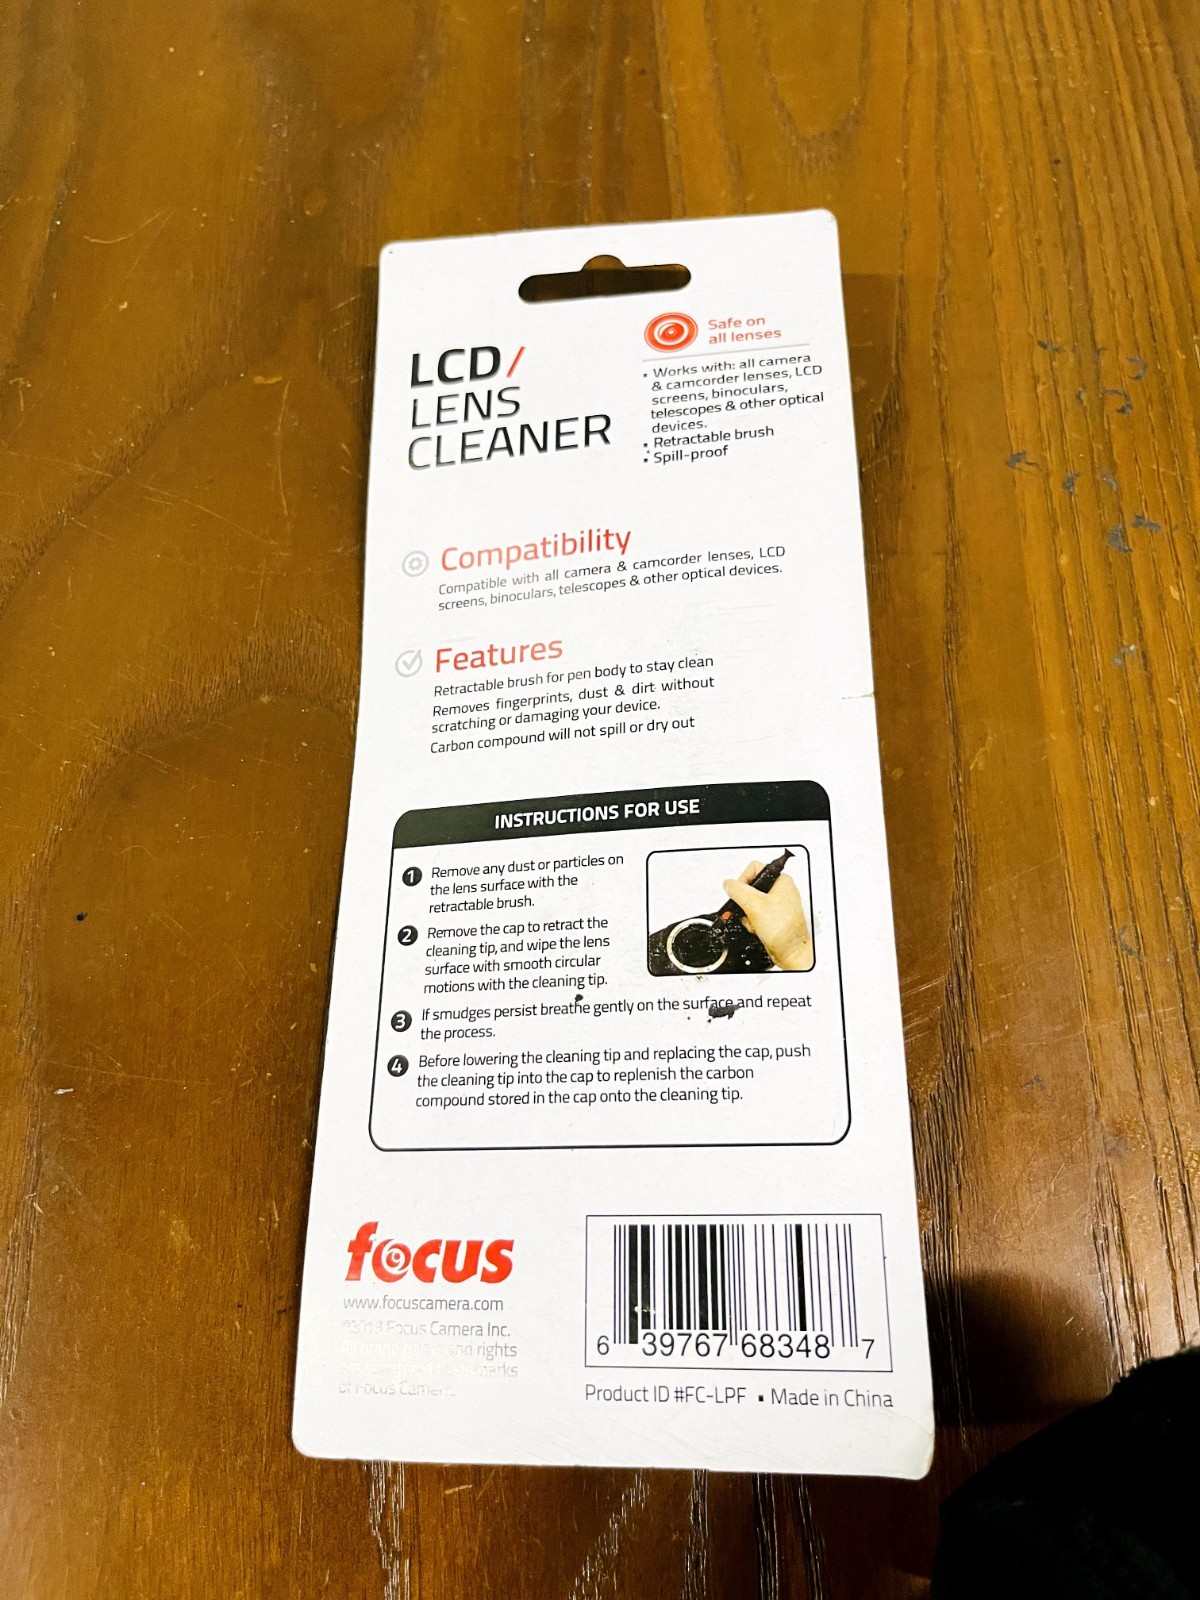 LCD/
LENS
CLEANER
Safe on
all lenses
• Works with: all camera
& camcorder lenses, LCD
screens, binoculars,
telescopes & other optical
devices.
• Retractable brush
• Spill-proof
Compatibility
Compatible with all camera & camcorder lenses, LCD
screens, binoculars, telescopes & other optical devices.
Features
Retractable brush for pen body to stay clean
Removes fingerprints, dust & dirt without
scratching or damaging your device.
Carbon compound will not spill or dry out
INSTRUCTIONS FOR USE
1 Remove any dust or particles on
the lens surface with the
retractable brush.
2 Remove the cap to retract the
cleaning tip, and wipe the lens
surface with smooth circular
motions with the cleaning tip.
3 If smudges persist breathe gently on the surface and repeat
the process.
4 Before lowering the cleaning tip and replacing the cap, push
the cleaning tip into the cap to replenish the carbon
compound stored in the cap onto the cleaning tip.
focus
www.focuscamera.com
Focus Camera Inc.
and rights
of Focus Camera
6 39767 68348 7
Product ID #FC-LPF • Made in China